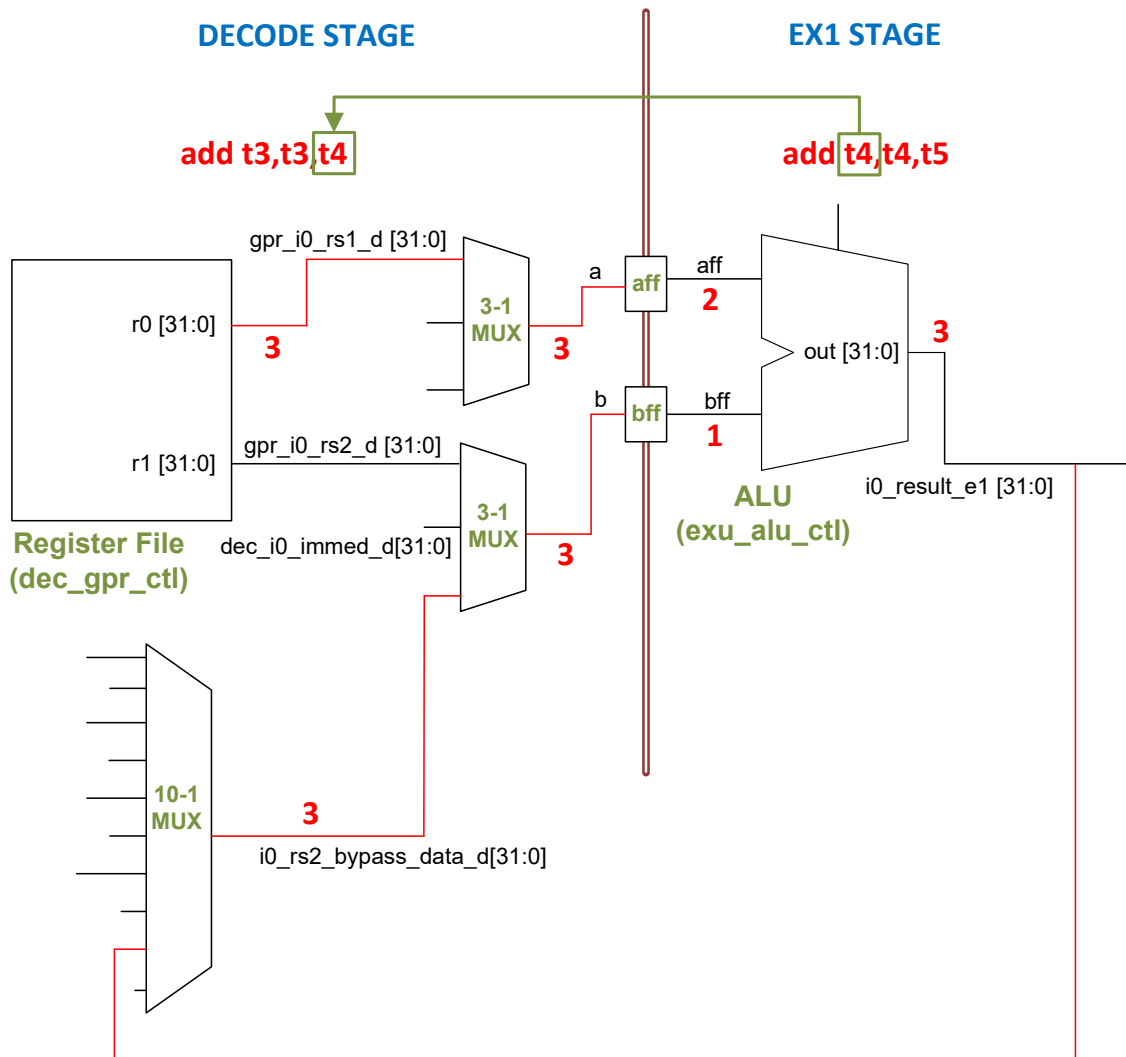 DECODE STAGE
EX1 STAGE
add t3,t3,t4
add t4,t4,t5
gpr_i0_rs1_d [31:0]
r0 [31:0]
3
3-1
MUX
3
a
aff
aff
2
out [31:0]
3
b
bff
bff
1
r1 [31:0]
gpr_i0_rs2_d [31:0]
3-1
MUX
3
dec_i0_immed_d[31:0]
i0_result_e1 [31:0]
ALU
(exu_alu_ctl)
Register File
(dec_gpr_ctl)
10-1
MUX
3
i0_rs2_bypass_data_d[31:0]